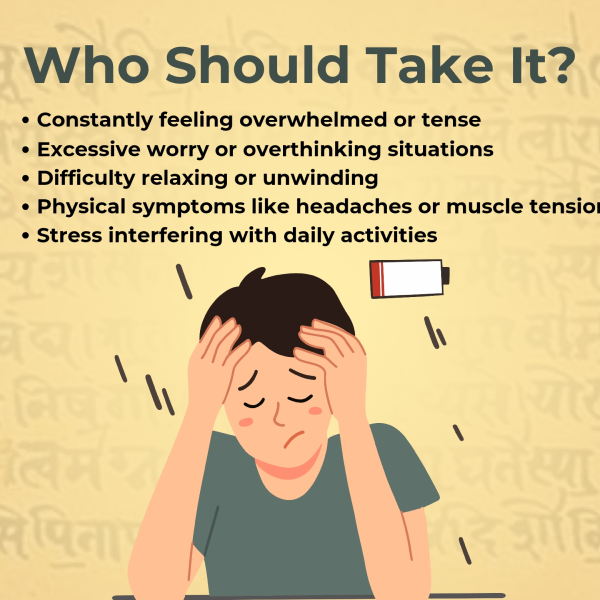 Who Should Take It?
• Constantly feeling overwhelmed or tense
• Excessive worry or overthinking situations
• Difficulty relaxing or unwinding
• Physical symptoms like headaches or muscle tension
• Stress interfering with daily activities